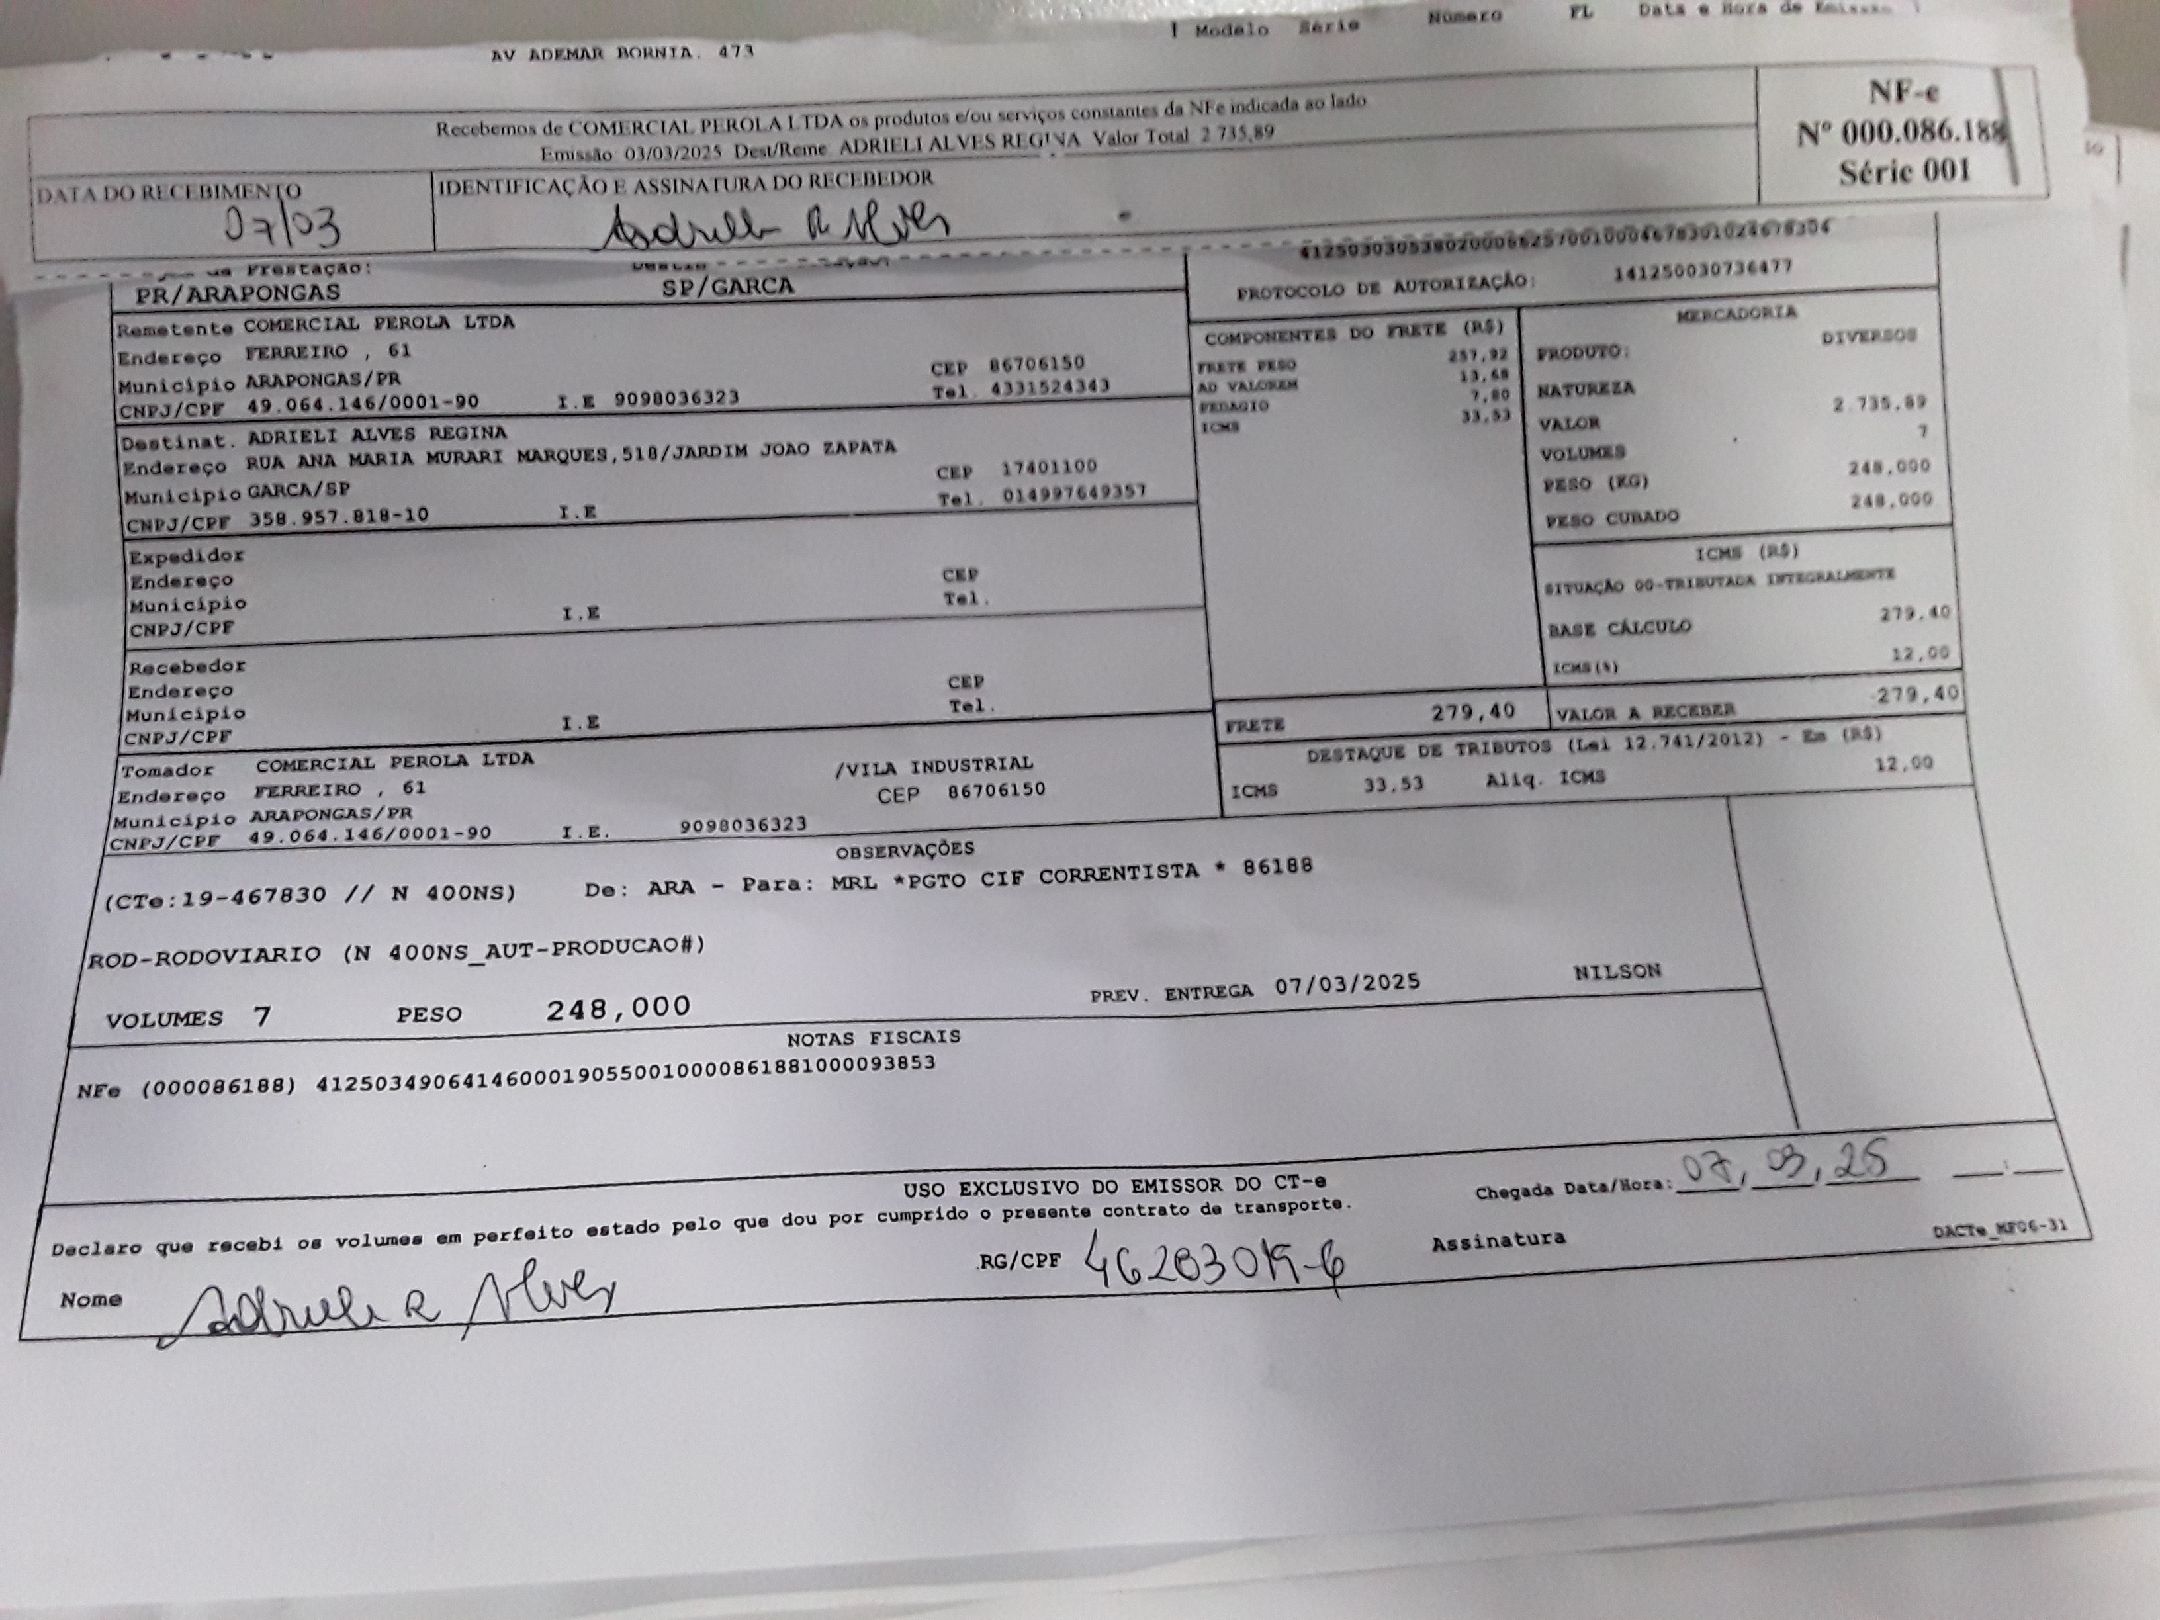 AV ADEMAR BORNIA. 473
! Modelo Série Número FL Data e Hora de Emissão !
Recebemos de COMERCIAL PEROLA LTDA os produtos e/ou serviços constantes da NFe indicada ao lado
Emissão 03/03/2025 Dest/Reme ADRIELI ALVES REGINA Valor Total 2 735,89
NF-e
Nº 000.086.188
Série 001
DATA DO RECEBIMENTO
07/03
IDENTIFICAÇÃO E ASSINATURA DO RECEBEDOR
da Prestação:
PR/ARAPONGAS SP/GARCA
PROTOCOLO DE AUTORIZAÇÃO: 141250030736477
Remetente COMERCIAL PEROLA LTDA
Endereço FERREIRO , 61
Município ARAPONGAS/PR CEP 86706150
CNPJ/CPF 49.064.146/0001-90 I.E 9098036323 Tel. 4331524343
Destinat. ADRIELI ALVES REGINA
Endereço RUA ANA MARIA MURARI MARQUES,518/JARDIM JOAO ZAPATA
Município GARCA/SP CEP 17401100
CNPJ/CPF 358.957.818-10 I.E Tel. 014997649357
Expedidor
Endereço
Município CEP
CNPJ/CPF I.E Tel.
Recebedor
Endereço
Município CEP
CNPJ/CPF I.E Tel.
Tomador COMERCIAL PEROLA LTDA
Endereço FERREIRO , 61 /VILA INDUSTRIAL
Município ARAPONGAS/PR CEP 86706150
CNPJ/CPF 49.064.146/0001-90 I.E. 9098036323
COMPONENTES DO FRETE (R$)
FRETE PESO 257,92
AD VALOREM 13,68
PEDAGIO 7,80
ICMS 33,53
MERCADORIA
PRODUTO: DIVERSOS
NATUREZA
VALOR 2.735,89
VOLUMES 7
PESO (KG) 248,000
PESO CUBADO 248,000
ICMS (R$)
SITUAÇÃO 00-TRIBUTADA INTEGRALMENTE
BASE CÁLCULO 279,40
ICMS(%) 12,00
FRETE 279,40 VALOR A RECEBER 279,40
DESTAQUE DE TRIBUTOS (Lei 12.741/2012) - Em (R$)
ICMS 33,53 Aliq. ICMS 12,00
OBSERVAÇÕES
(CTe:19-467830 // N 400NS) De: ARA - Para: MRL *PGTO CIF CORRENTISTA * 86188
ROD-RODOVIARIO (N 400NS_AUT-PRODUCAO#)
VOLUMES 7 PESO 248,000 PREV. ENTREGA 07/03/2025 NILSON
NOTAS FISCAIS
NFe (000086188) 41250349064146000190550010000861881000093853
USO EXCLUSIVO DO EMISSOR DO CT-e
Declaro que recebi os volumes em perfeito estado pelo que dou por cumprido o presente contrato de transporte.
Chegada Data/Hora: 07, 03, 25 __:__
Nome RG/CPF Assinatura
DACTe_MF06-31